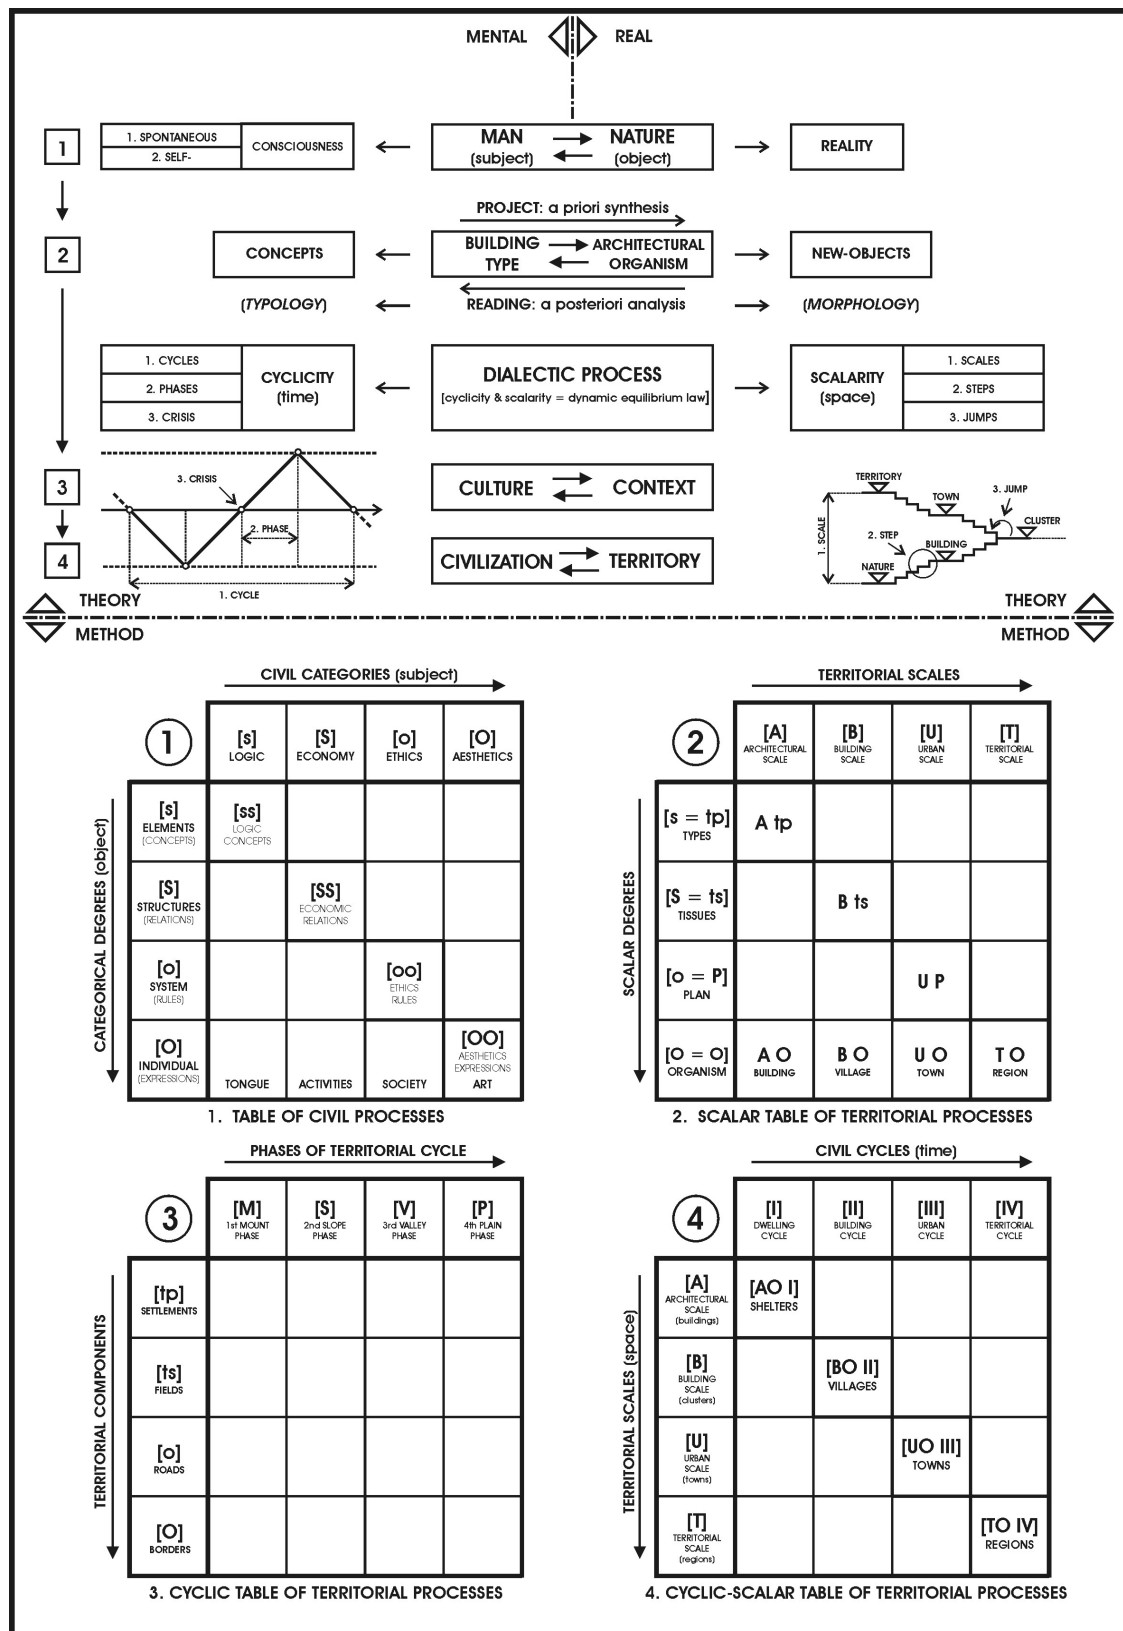 MENTAL REAL
1
1. SPONTANEOUS
2. SELF-
CONSCIOUSNESS
MAN NATURE
(subject) (object)
REALITY
PROJECT: a priori synthesis
2
CONCEPTS
BUILDING ARCHITECTURAL
TYPE ORGANISM
NEW-OBJECTS
(TYPOLOGY)
READING: a posteriori analysis
(MORPHOLOGY)
1. CYCLES
2. PHASES
3. CRISIS
CYCLICITY
(time)
DIALECTIC PROCESS
[cyclicity & scalarity = dynamic equilibrium law]
SCALARITY
(space)
1. SCALES
2. STEPS
3. JUMPS
3
3. CRISIS
2. PHASE
1. CYCLE
CULTURE CONTEXT
4
CIVILIZATION TERRITORY
TERRITORY
TOWN
3. JUMP
CLUSTER
1. SCALE
2. STEP
BUILDING
NATURE
THEORY THEORY
METHOD METHOD
CIVIL CATEGORIES (subject)
CATEGORICAL DEGREES (object)
1
[s]
LOGIC
[S]
ECONOMY
[o]
ETHICS
[O]
AESTHETICS
[s]
ELEMENTS
(CONCEPTS)
[ss]
LOGIC
CONCEPTS
[S]
STRUCTURES
(RELATIONS)
[SS]
ECONOMIC
RELATIONS
[o]
SYSTEM
(RULES)
[oo]
ETHICS
RULES
[O]
INDIVIDUAL
(EXPRESSIONS)
TONGUE
ACTIVITIES
SOCIETY
[OO]
AESTHETICS
EXPRESSIONS
ART
1. TABLE OF CIVIL PROCESSES
TERRITORIAL SCALES
SCALAR DEGREES
2
[A]
ARCHITECTURAL
SCALE
[B]
BUILDING
SCALE
[U]
URBAN
SCALE
[T]
TERRITORIAL
SCALE
[s = tp]
TYPES
A tp
[S = ts]
TISSUES
B ts
[o = P]
PLAN
U P
[O = O]
ORGANISM
A O
BUILDING
B O
VILLAGE
U O
TOWN
T O
REGION
2. SCALAR TABLE OF TERRITORIAL PROCESSES
PHASES OF TERRITORIAL CYCLE
TERRITORIAL COMPONENTS
3
[M]
1st MOUNT
PHASE
[S]
2nd SLOPE
PHASE
[V]
3rd VALLEY
PHASE
[P]
4th PLAIN
PHASE
[tp]
SETTLEMENTS
[ts]
FIELDS
[o]
ROADS
[O]
BORDERS
3. CYCLIC TABLE OF TERRITORIAL PROCESSES
CIVIL CYCLES (time)
TERRITORIAL SCALES (space)
4
[I]
DWELLING
CYCLE
[II]
BUILDING
CYCLE
[III]
URBAN
CYCLE
[IV]
TERRITORIAL
CYCLE
[A]
ARCHITECTURAL
SCALE
(buildings)
[AO I]
SHELTERS
[B]
BUILDING
SCALE
(clusters)
[BO II]
VILLAGES
[U]
URBAN
SCALE
(towns)
[UO III]
TOWNS
[T]
TERRITORIAL
SCALE
(regions)
[TO IV]
REGIONS
4. CYCLIC-SCALAR TABLE OF TERRITORIAL PROCESSES